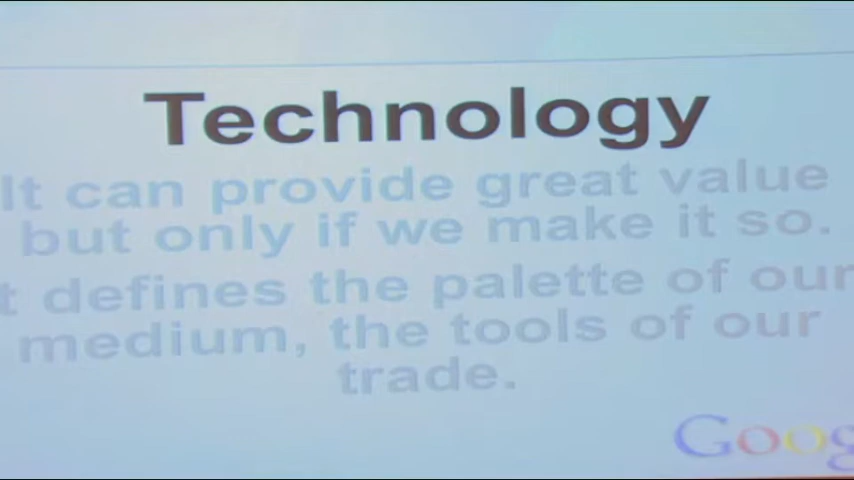 Technology
It can provide great value
but only if we make it so.
t defines the palette of our
medium, the tools of our
trade.
Goog